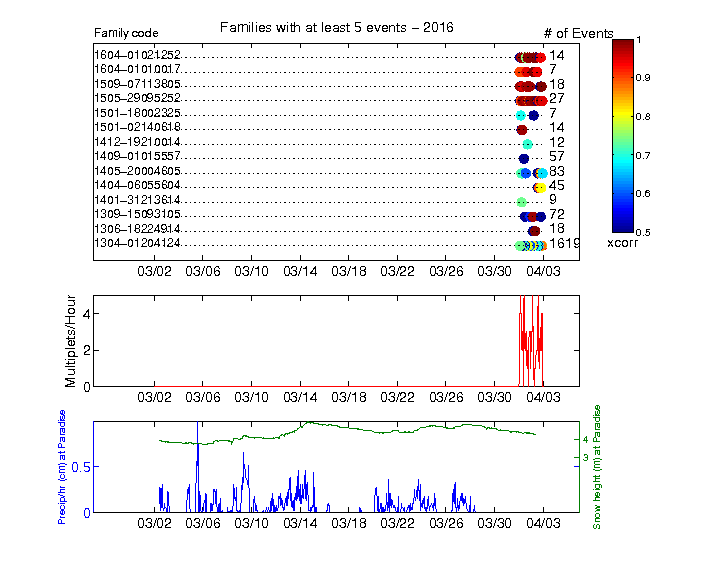 Families with at least 5 events – 2016
Family code
# of Events
1604–01021252 14
1604–01010017 7
1509–07113805 18
1505–29095252 27
1501–18002325 7
1501–02140618 14
1412–19210014 12
1409–01015557 57
1405–20004605 83
1404–06055604 45
1401–31213614 9
1309–15093105 72
1306–18224914 18
1304–01204124 1619
03/02 03/06 03/10 03/14 03/18 03/22 03/26 03/30 04/03
1
0.9
0.8
0.7
0.6
0.5
xcorr
Multiplets/Hour
4
2
0
03/02 03/06 03/10 03/14 03/18 03/22 03/26 03/30 04/03
Precip/hr (cm) at Paradise
0.5
0
4
3
Snow height (m) at Paradise
03/02 03/06 03/10 03/14 03/18 03/22 03/26 03/30 04/03